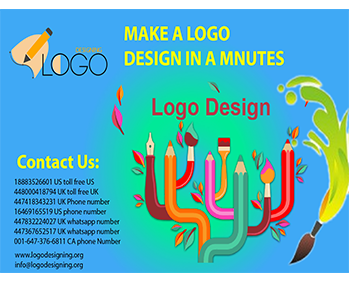 DESIGNING
LOGO
MAKE A LOGO
DESIGN IN A MNUTES
Logo Design
Contact Us:
18883526601 US toll free US
448000418794 UK toll free UK
447418343231 UK Phone number
16469165519 US phone number
447832224027 UK whatsapp number
447367652517 UK whatsapp number
001-647-376-6811 CA phone Number
www.logodesigning.org
info@logodesigning.org